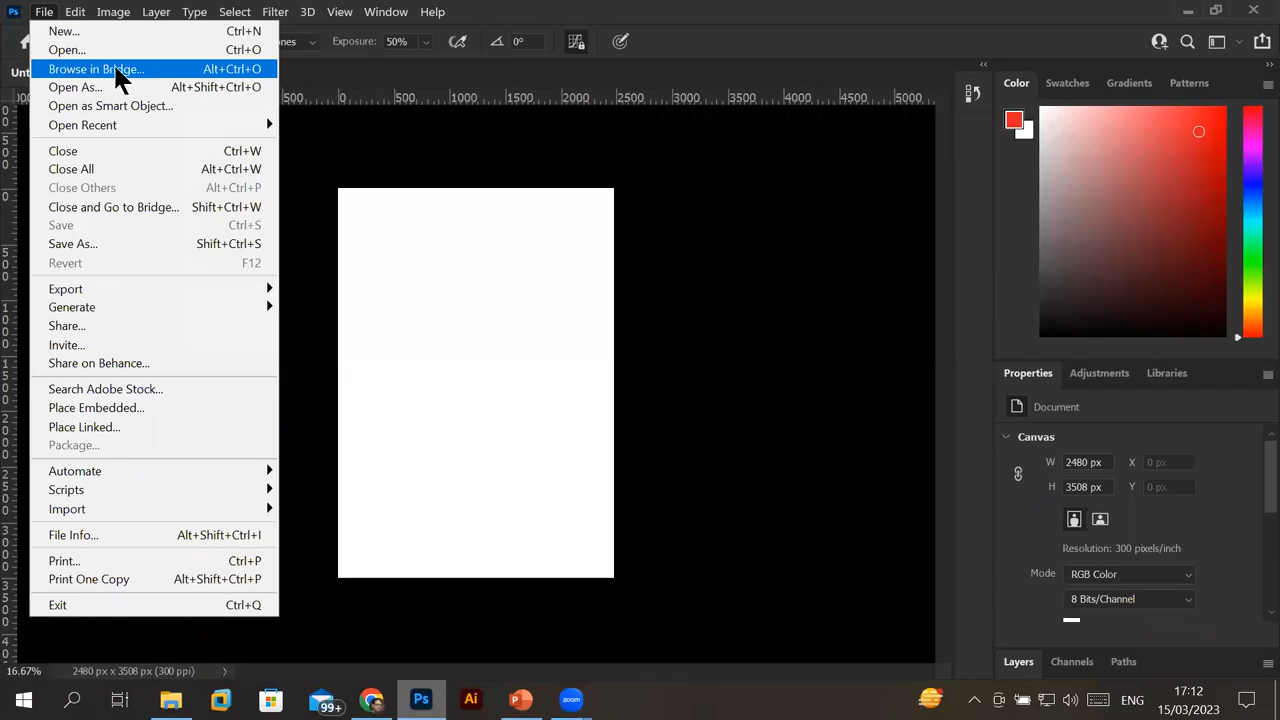 Ps File Edit Image Layer Type Select Filter 3D View Window Help
New... Ctrl+N
Open... Ctrl+O
Browse in Bridge... Alt+Ctrl+O
Open As... Alt+Shift+Ctrl+O
Open as Smart Object...
Open Recent
Close Ctrl+W
Close All Alt+Ctrl+W
Close Others Alt+Ctrl+P
Close and Go to Bridge... Shift+Ctrl+W
Save Ctrl+S
Save As... Shift+Ctrl+S
Revert F12
Export
Generate
Share...
Invite...
Share on Behance...
Search Adobe Stock...
Place Embedded...
Place Linked...
Package...
Automate
Scripts
Import
File Info... Alt+Shift+Ctrl+I
Print... Ctrl+P
Print One Copy Alt+Shift+Ctrl+P
Exit Ctrl+Q
Exposure: 50% 0°
500 0 500 1000 1500 2000 2500 3000 3500 4000 4500 5000
Color Swatches Gradients Patterns
Properties Adjustments Libraries
Document
Canvas
W 2480 px X 0 px
H 3508 px Y 0 px
Resolution: 300 pixels/inch
Mode RGB Color
8 Bits/Channel
Layers Channels Paths
16.67% 2480 px x 3508 px (300 ppi)
99+ Ps Ai zoom
ENG
17:12
15/03/2023